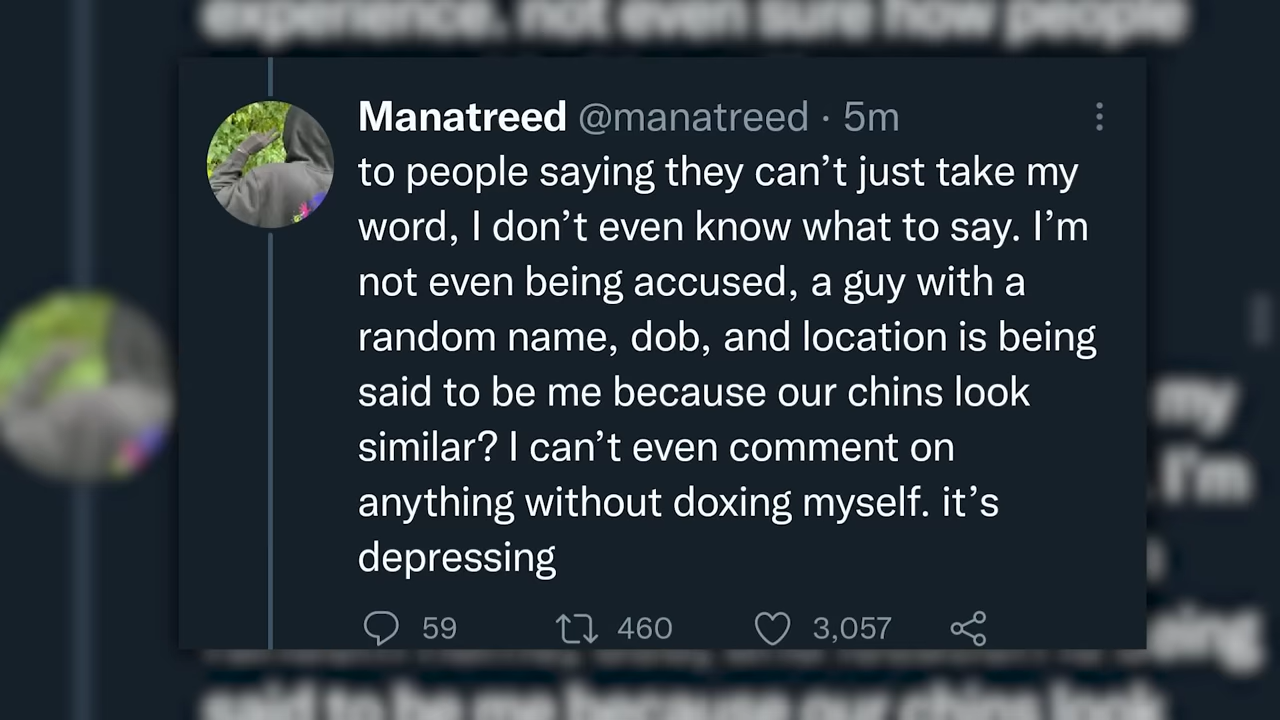 experience. not even sure how people
Manatreed @manatreed · 5m
to people saying they can’t just take my
word, I don’t even know what to say. I’m
not even being accused, a guy with a
random name, dob, and location is being
said to be me because our chins look
similar? I can’t even comment on
anything without doxing myself. it’s
depressing
59 460 3,057
my
I'm
eing
said to be me because our chins look